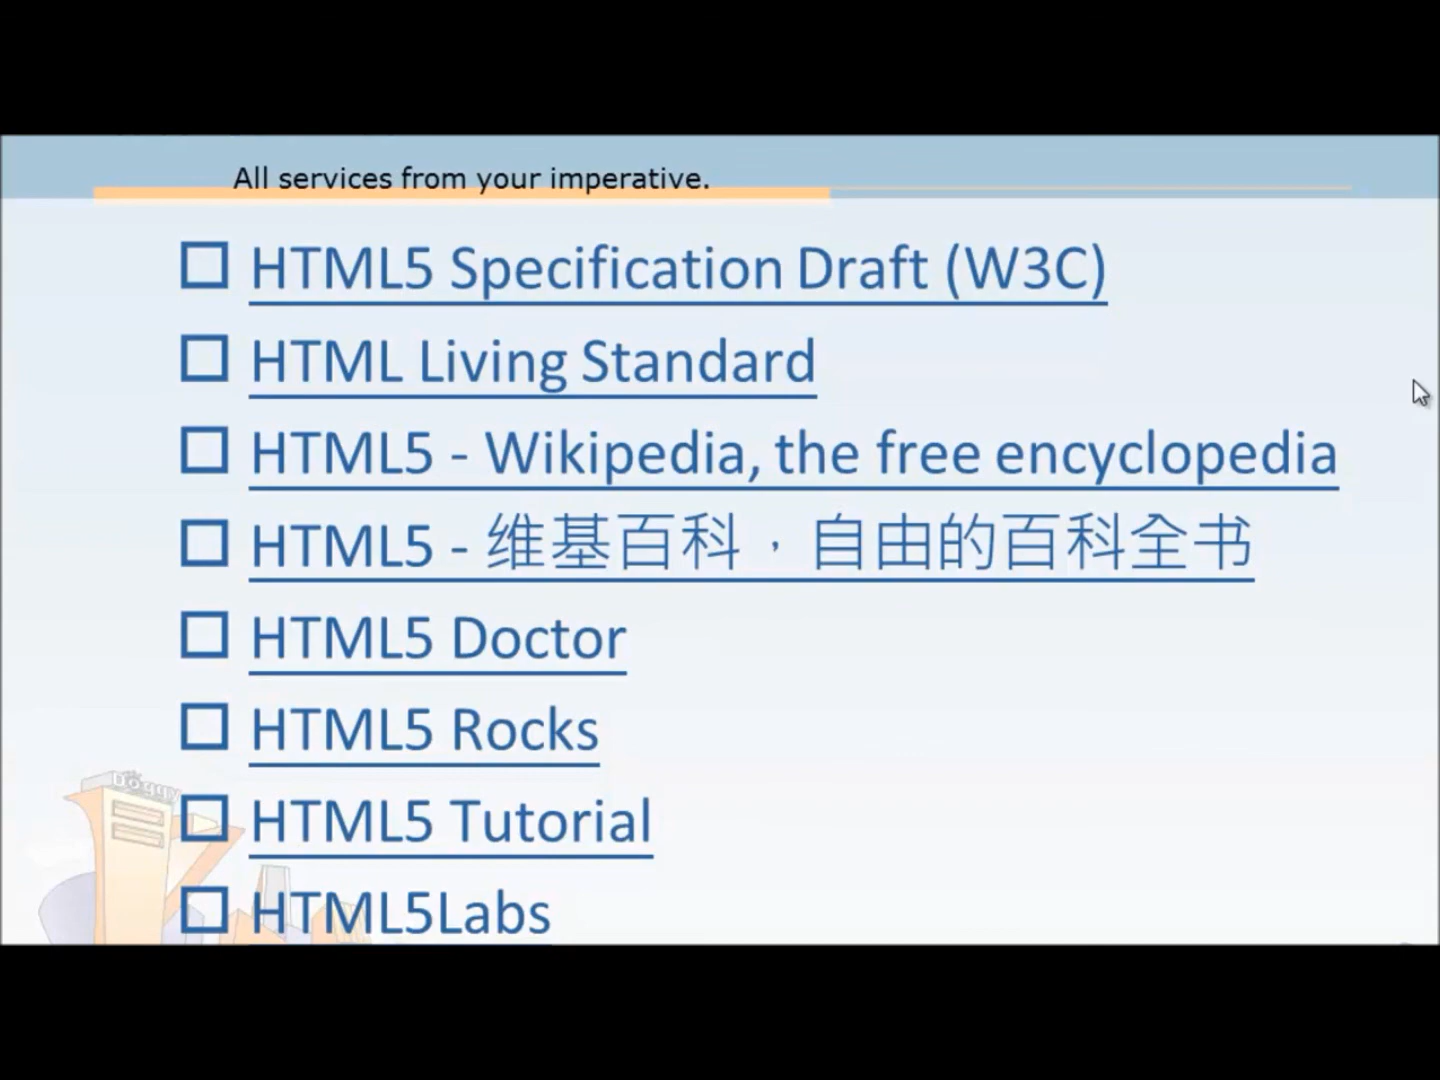 All services from your imperative.
HTML5 Specification Draft (W3C)
HTML Living Standard
HTML5 - Wikipedia, the free encyclopedia
HTML5 - 维基百科，自由的百科全书
HTML5 Doctor
HTML5 Rocks
HTML5 Tutorial
Doggy
HTML5Labs